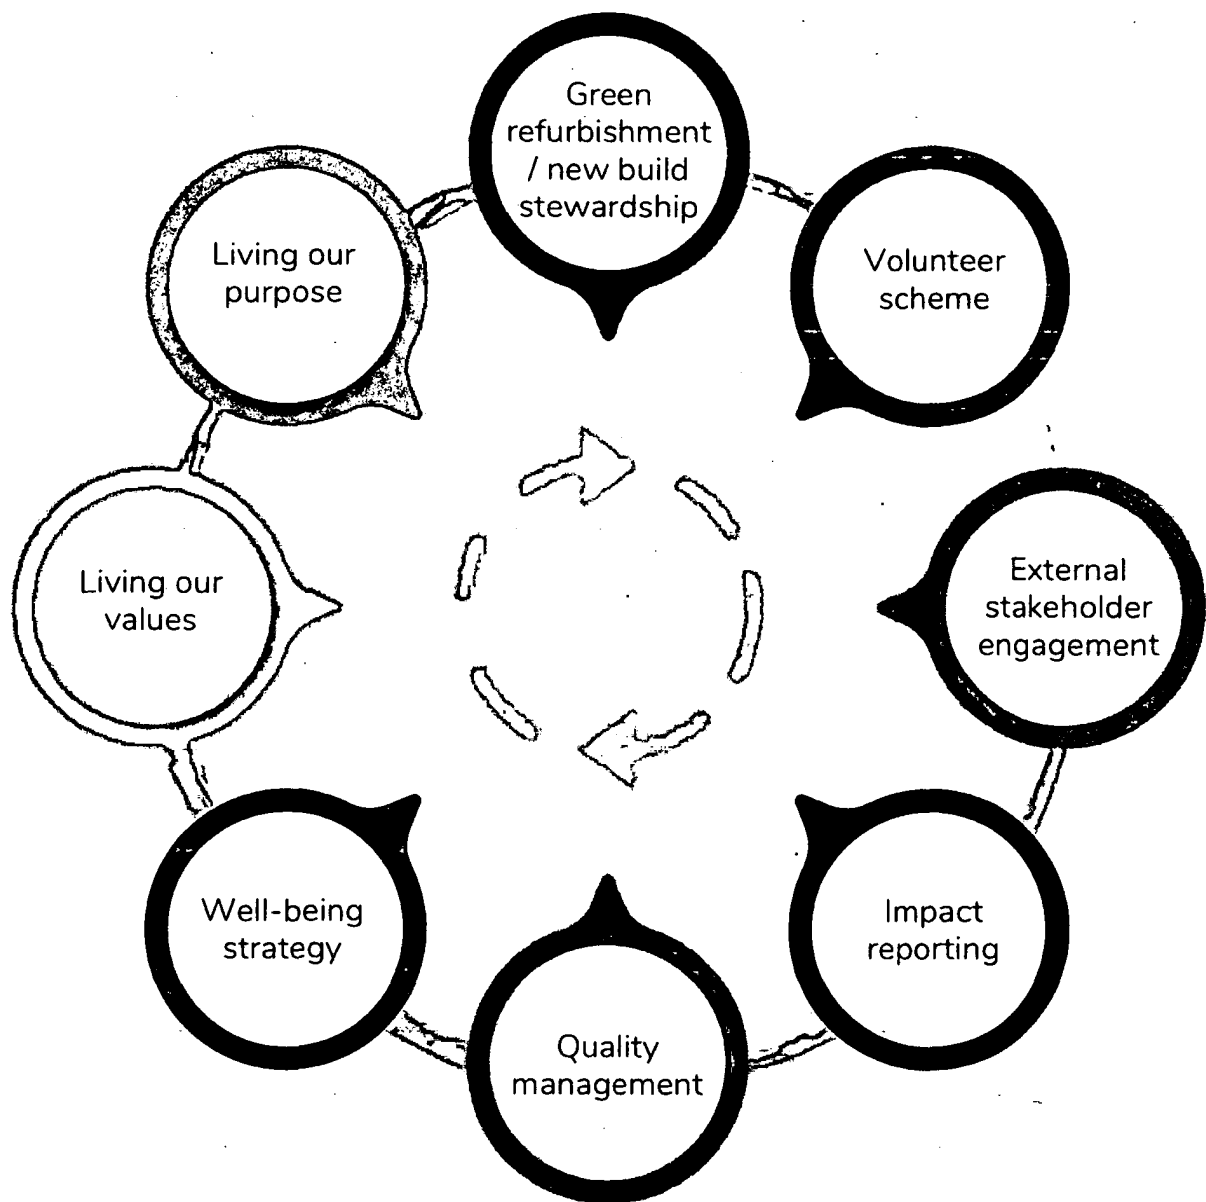 Green
refurbishment
/ new build
stewardship
Volunteer
scheme
External
stakeholder
engagement
Impact
reporting
Quality
management
Well-being
strategy
Living our
values
Living our
purpose